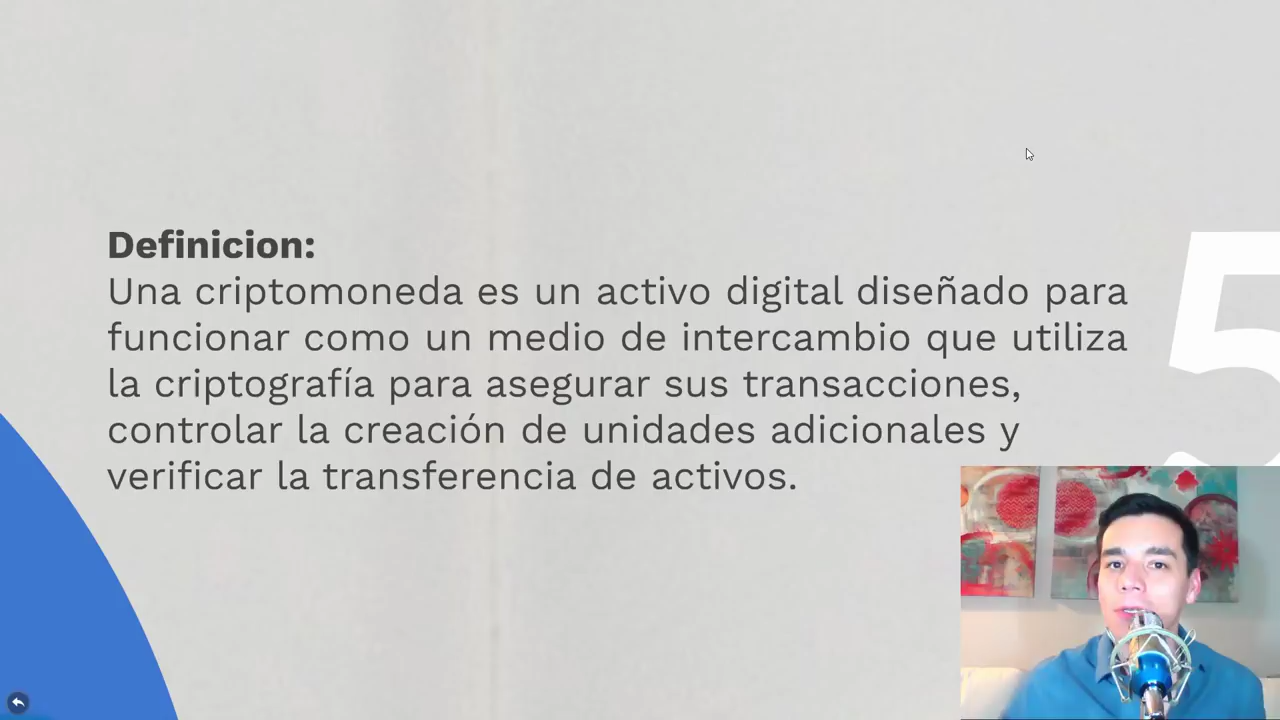 Definicion:
Una criptomoneda es un activo digital diseñado para
funcionar como un medio de intercambio que utiliza
la criptografía para asegurar sus transacciones,
controlar la creación de unidades adicionales y
verificar la transferencia de activos.
5